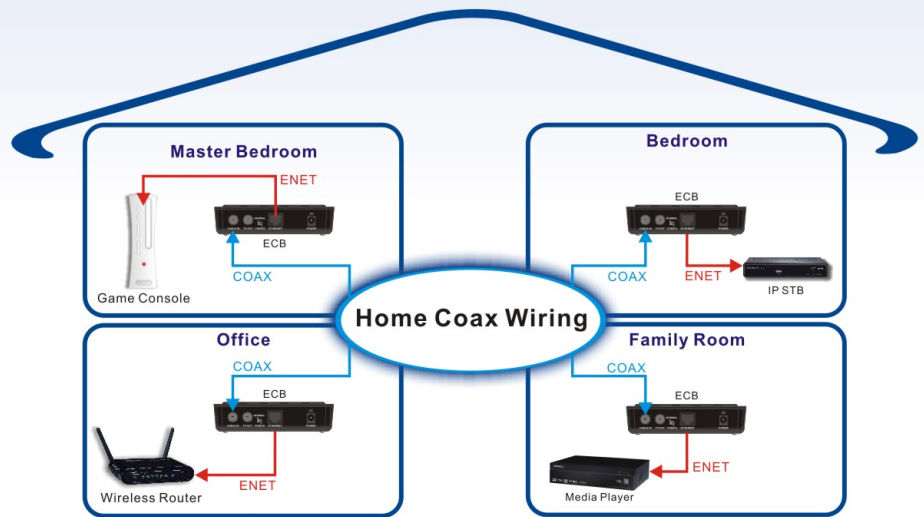 Master Bedroom
ENET
ECB
COAX
Game Console
Bedroom
ECB
COAX
ENET
IP STB
Home Coax Wiring
Office
COAX
ECB
ENET
Wireless Router
Family Room
COAX
ECB
ENET
Media Player